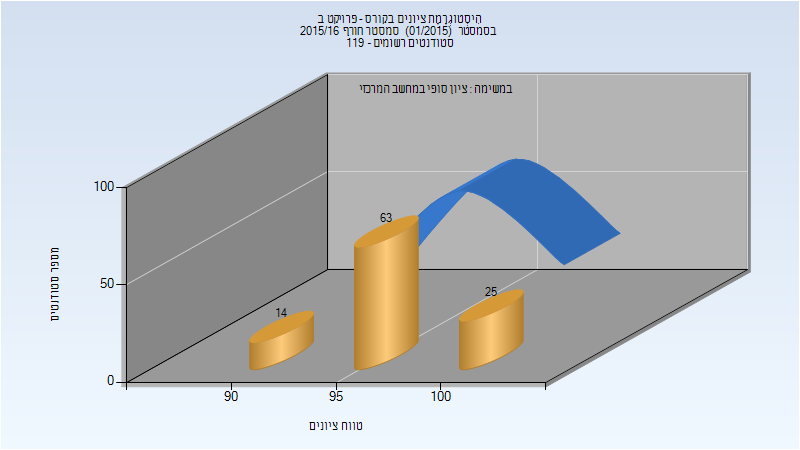 היסטוגרמת ציונים בקורס - פרויקט ב
בסמסטר (01/2015) סמסטר חורף 2015/16
סטודנטים רשומים - 119
במשימה : ציון סופי במחשב המרכזי
מספר סטודנטים
100
50
0
14
63
25
90
95
100
טווח ציונים